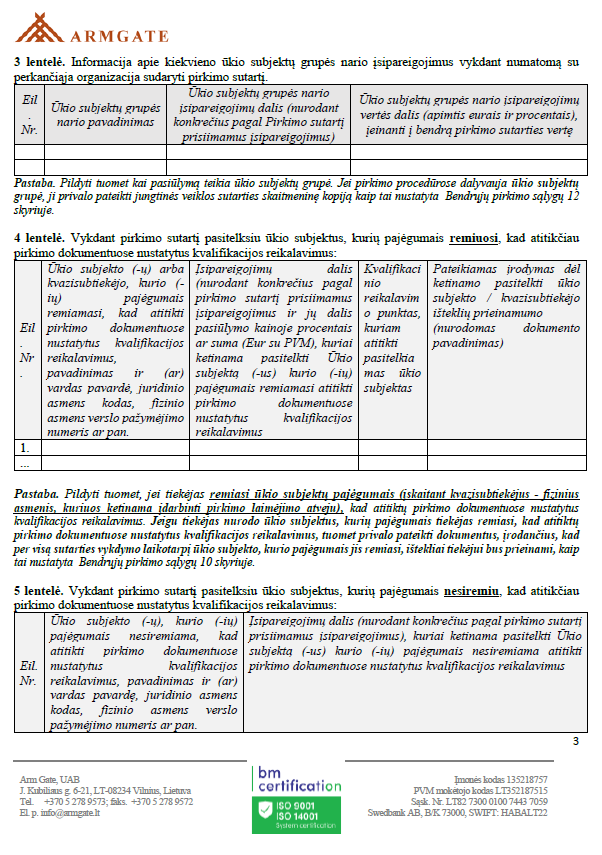 ARMGATE
3 lentelė. Informacija apie kiekvieno ūkio subjektų grupės nario įsipareigojimus vykdant numatomą su
perkančiąja organizacija sudaryti pirkimo sutartį.
Eil
.
Nr.
Ūkio subjektų grupės
nario pavadinimas
Ūkio subjektų grupės nario
įsipareigojimų dalis (nurodant
konkrečius pagal Pirkimo sutartį
prisiimamus įsipareigojimus)
Ūkio subjektų grupės nario įsipareigojimų
vertės dalis (apimtis eurais ir procentais),
įeinanti į bendrą pirkimo sutarties vertę
Pastaba. Pildyti tuomet kai pasiūlymą teikia ūkio subjektų grupė. Jei pirkimo procedūrose dalyvauja ūkio subjektų
grupė, ji privalo pateikti jungtinės veiklos sutarties skaitmeninę kopiją kaip tai nustatyta Bendrųjų pirkimo sąlygų 12
skyriuje.
4 lentelė. Vykdant pirkimo sutartį pasitelksiu ūkio subjektus, kurių pajėgumais remiuosi, kad atitikčiau
pirkimo dokumentuose nustatytus kvalifikacijos reikalavimus:
Eil
.
Nr
.
Ūkio subjekto (-ų) arba
kvazisubtiekėjo, kurio (-
ių) pajėgumais
remiamasi, kad atitikti
pirkimo dokumentuose
nustatytus kvalifikacijos
reikalavimus,
pavadinimas ir (ar)
vardas pavardė, juridinio
asmens kodas, fizinio
asmens verslo pažymėjimo
numeris ar pan.
Įsipareigojimų dalis
(nurodant konkrečius pagal
pirkimo sutartį prisiimamus
įsipareigojimus ir jų dalis
pasiūlymo kainoje procentais
ar suma (Eur su PVM), kuriai
ketinama pasitelkti Ūkio
subjektą (-us) kurio (-ių)
pajėgumais remiamasi atitikti
pirkimo dokumentuose
nustatytus kvalifikacijos
reikalavimus
Kvalifikaci
nio
reikalavim
o punktas,
kuriam
atitikti
pasitelkia
mas ūkio
subjektas
Pateikiamas įrodymas dėl
ketinamo pasitelkti ūkio
subjekto / kvazisubtiekėjo
išteklių prieinamumo
(nurodomas dokumento
pavadinimas)
1.
...
Pastaba. Pildyti tuomet, jei tiekėjas remiasi ūkio subjektų pajėgumais (įskaitant kvazisubtiekėjus - fizinius
asmenis, kuriuos ketinama įdarbinti pirkimo laimėjimo atveju), kad atitiktų pirkimo dokumentuose nustatytus
kvalifikacijos reikalavimus. Jeigu tiekėjas nurodo ūkio subjektus, kurių pajėgumais tiekėjas remiasi, kad atitiktų
pirkimo dokumentuose nustatytus kvalifikacijos reikalavimus, tuomet privalo pateikti dokumentus, įrodančius, kad
per visą sutarties vykdymo laikotarpį ūkio subjekto, kurio pajėgumais jis remiasi, ištekliai tiekėjui bus prieinami, kaip
tai nustatyta Bendrųjų pirkimo sąlygų 10 skyriuje.
5 lentelė. Vykdant pirkimo sutartį pasitelksiu ūkio subjektus, kurių pajėgumais nesiremiu, kad atitikčiau
pirkimo dokumentuose nustatytus kvalifikacijos reikalavimus:
Eil.
Nr.
Ūkio subjekto (-ų), kurio (-ių)
pajėgumais nesiremiama, kad
atitikti pirkimo dokumentuose
nustatytus kvalifikacijos
reikalavimus, pavadinimas ir (ar)
vardas pavardę, juridinio asmens
kodas, fizinio asmens verslo
pažymėjimo numeris ar pan.
Įsipareigojimų dalis (nurodant konkrečius pagal pirkimo sutartį
prisiimamus įsipareigojimus), kuriai ketinama pasitelkti Ūkio
subjektą (-us) kurio (-ių) pajėgumais nesiremiama atitikti
pirkimo dokumentuose nustatytus kvalifikacijos reikalavimus
3
Arm Gate, UAB
J. Kubiliaus g. 6-21, LT-08234 Vilnius, Lietuva
Tel. +370 5 278 9573; faks. +370 5 278 9572
El. p. info@armgate.lt
bm
certification
ISO 9001
ISO 14001
System certification
Įmonės kodas 135218757
PVM mokėtojo kodas LT352187515
Sąsk. Nr. LT82 7300 0100 7443 7059
Swedbank AB, B/K 73000, SWIFT: HABALT22